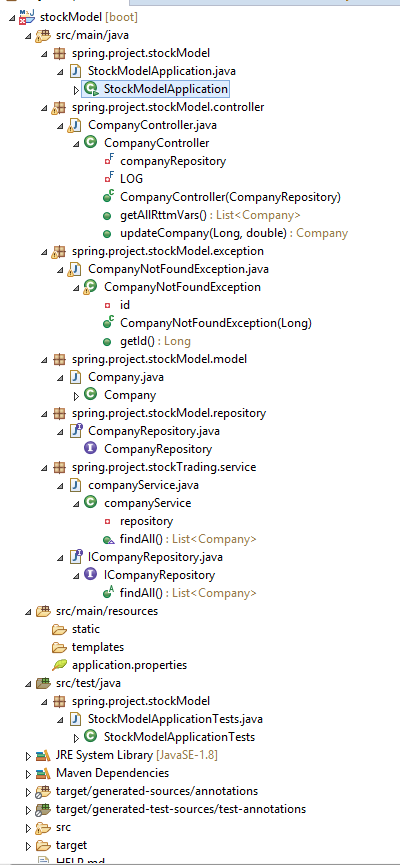 stockModel [boot]
src/main/java
spring.project.stockModel
StockModelApplication.java
StockModelApplication
spring.project.stockModel.controller
CompanyController.java
CompanyController
companyRepository
LOG
CompanyController(CompanyRepository)
getAllRttmVars() : List<Company>
updateCompany(Long, double) : Company
spring.project.stockModel.exception
CompanyNotFoundException.java
CompanyNotFoundException
id
CompanyNotFoundException(Long)
getId() : Long
spring.project.stockModel.model
Company.java
Company
spring.project.stockModel.repository
CompanyRepository.java
CompanyRepository
spring.project.stockTrading.service
companyService.java
companyService
repository
findAll() : List<Company>
ICompanyRepository.java
ICompanyRepository
findAll() : List<Company>
src/main/resources
static
templates
application.properties
src/test/java
spring.project.stockModel
StockModelApplicationTests.java
StockModelApplicationTests
JRE System Library [JavaSE-1.8]
Maven Dependencies
target/generated-sources/annotations
target/generated-test-sources/test-annotations
src
target
HELP.md